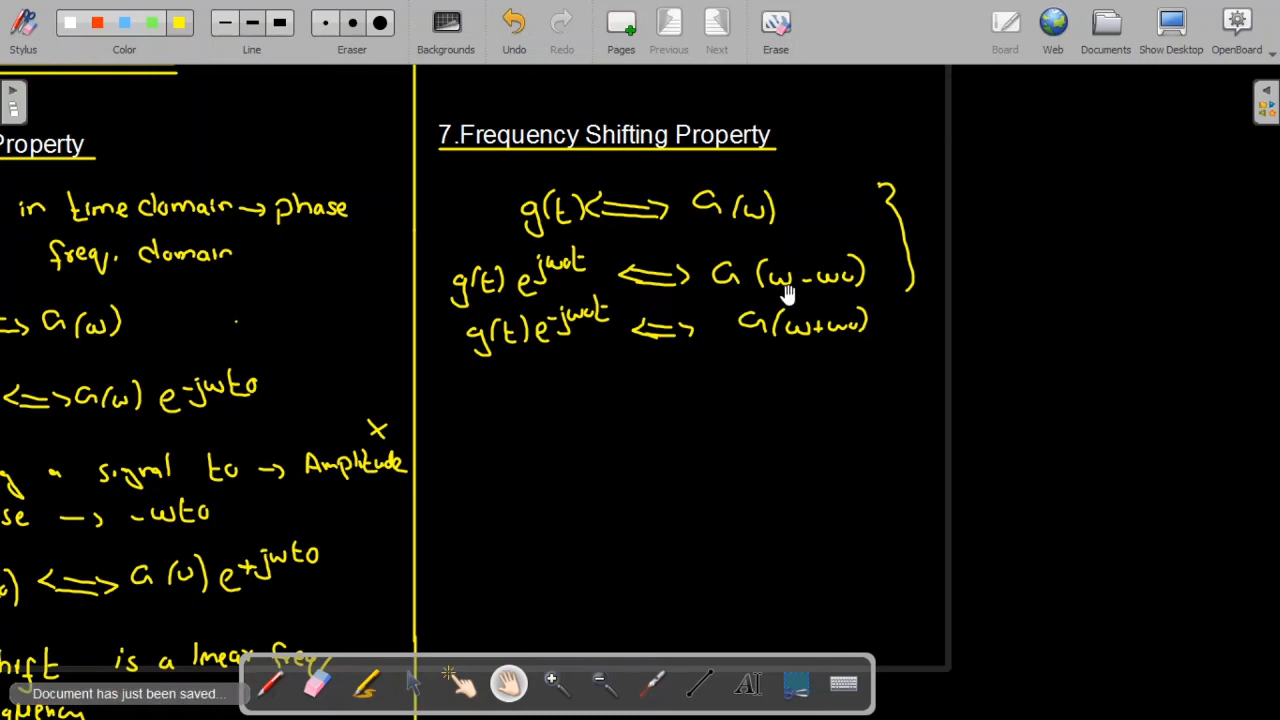 Stylus Color Line Eraser Backgrounds Undo Redo Pages Previous Next Erase Board Web Documents Show Desktop OpenBoard
Property
in time domain → phase
freq. domain
G(ω)
⇔ G(ω) e^-jωt0
x
a signal to → Amplitude
→ -ωt0
⇔ G(ω) e^+jωt0
is a linear freq/
7.Frequency Shifting Property
g(t) ⇔ G(ω)
g(t) e^jω0t ⇔ G(ω-ω0)
g(t) e^-jω0t ⇔ G(ω+ω0)
Document has just been saved...